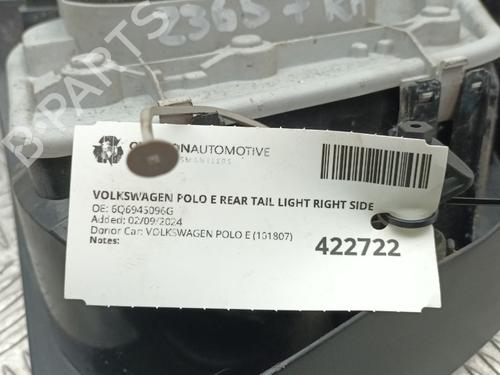 2365 + RH
B-PARTS
AUTOMOTIVE
VOLKSWAGEN POLO E REAR TAIL LIGHT RIGHT SIDE
OE: 6Q6945096G
Added: 02/09/2024
Donor Car: VOLKSWAGEN POLO E (101807)
Notes:
422722